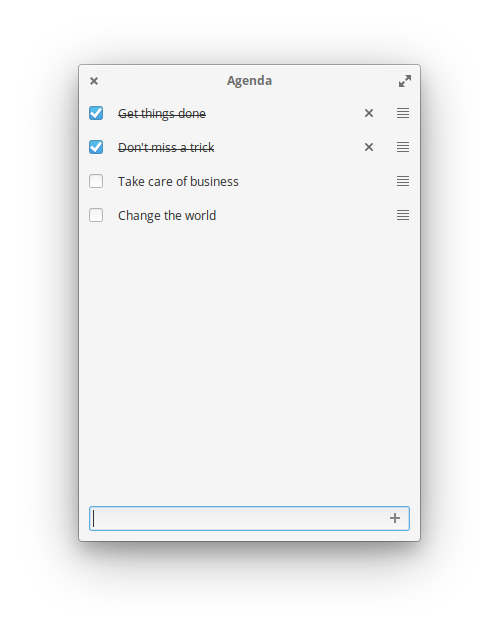 Agenda
Get things done
Don't miss a trick
Take care of business
Change the world